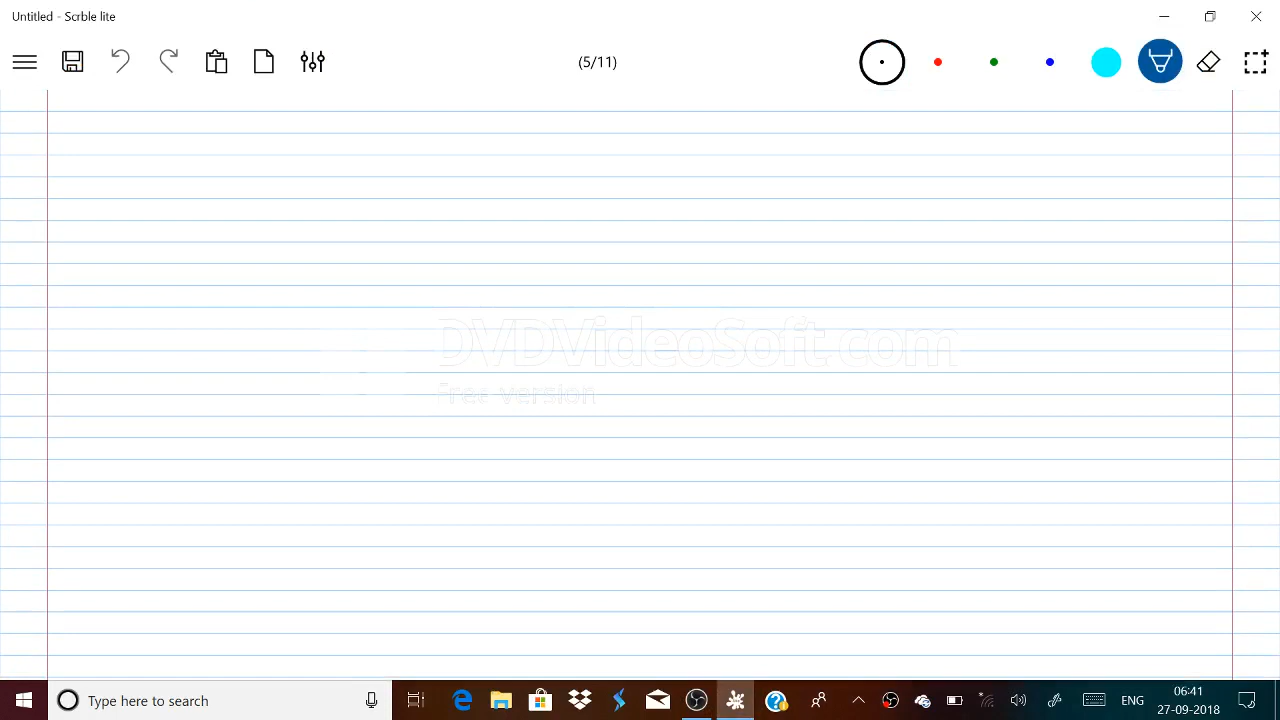 Untitled - Scrble lite
(5/11)
DVDVideoSoft.com
Free version
Type here to search
ENG
06:41
27-09-2018